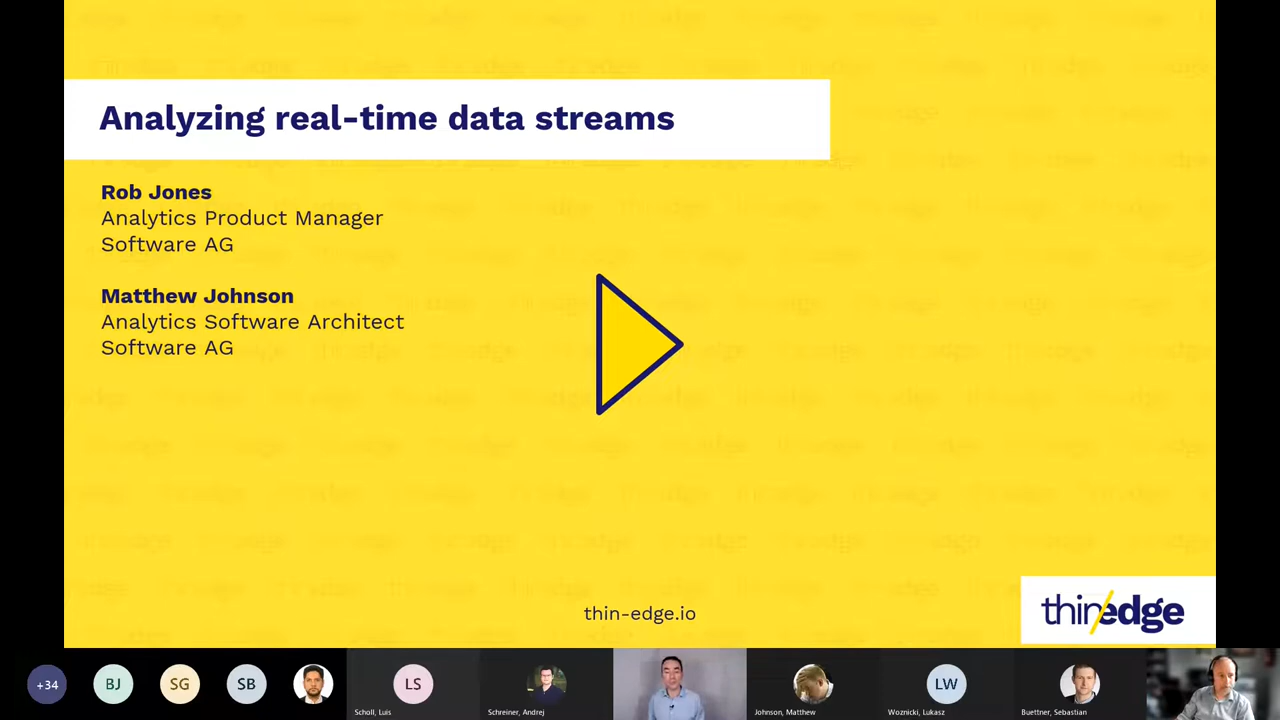 Analyzing real-time data streams
Rob Jones
Analytics Product Manager
Software AG
Matthew Johnson
Analytics Software Architect
Software AG
thin-edge.io
thin/edge
+34
BJ
SG
SB
LS
LW
Scholl, Luis
Schreiner, Andrej
Johnson, Matthew
Woznicki, Lukasz
Buettner, Sebastian